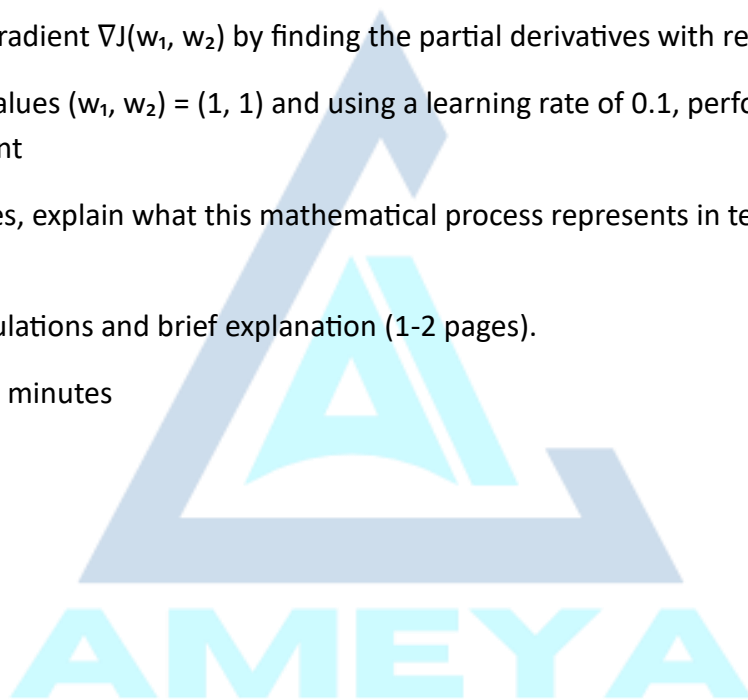 radient ∇J(w₁, w₂) by finding the partial derivatives with re
alues (w₁, w₂) = (1, 1) and using a learning rate of 0.1, perfo
nt
es, explain what this mathematical process represents in te
ulations and brief explanation (1-2 pages).
minutes
AMEYA